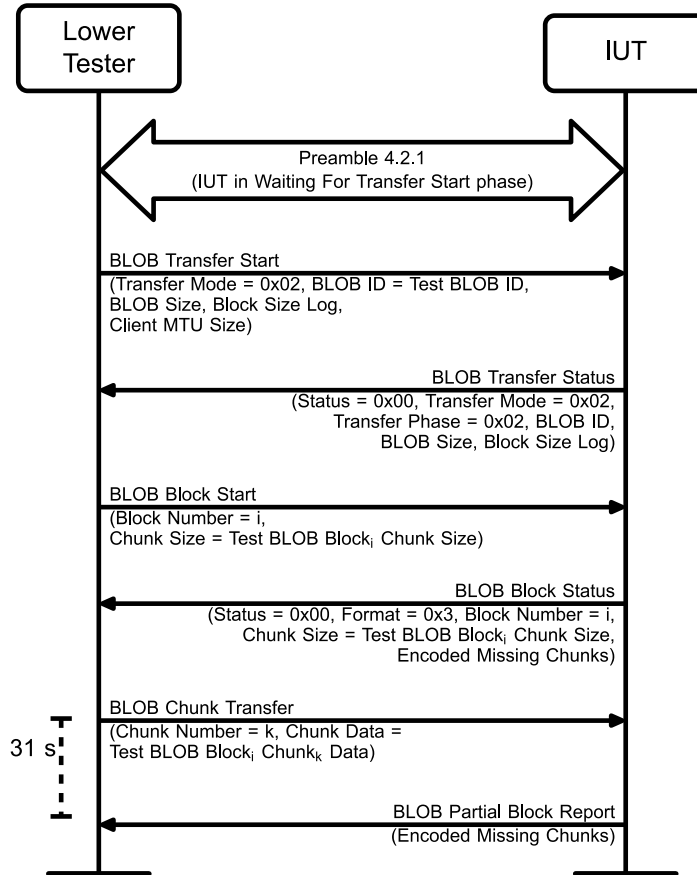 Lower
Tester
IUT
Preamble 4.2.1
(IUT in Waiting For Transfer Start phase)
BLOB Transfer Start
(Transfer Mode = 0x02, BLOB ID = Test BLOB ID,
BLOB Size, Block Size Log,
Client MTU Size)
BLOB Transfer Status
(Status = 0x00, Transfer Mode = 0x02,
Transfer Phase = 0x02, BLOB ID,
BLOB Size, Block Size Log)
BLOB Block Start
(Block Number = i,
Chunk Size = Test BLOB Blockᵢ Chunk Size)
BLOB Block Status
(Status = 0x00, Format = 0x3, Block Number = i,
Chunk Size = Test BLOB Blockᵢ Chunk Size,
Encoded Missing Chunks)
BLOB Chunk Transfer
(Chunk Number = k, Chunk Data =
Test BLOB Blockᵢ Chunkₖ Data)
31 s
BLOB Partial Block Report
(Encoded Missing Chunks)